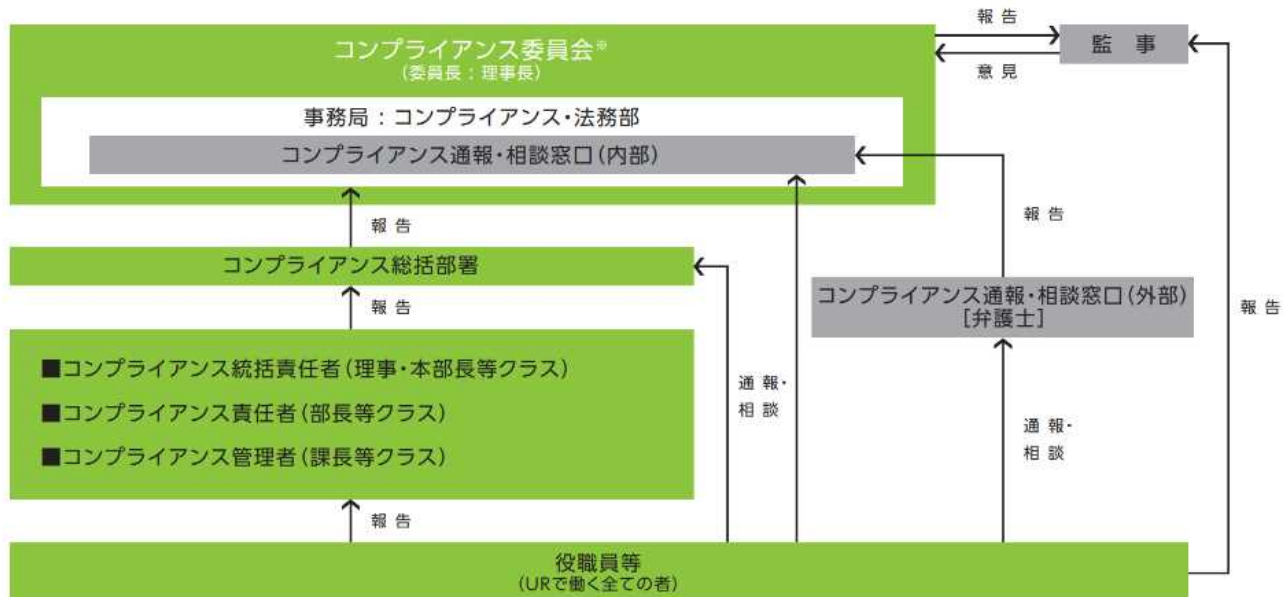 報告
監 事
意見
コンプライアンス委員会※
(委員長：理事長)
事務局：コンプライアンス・法務部
コンプライアンス通報・相談窓口(内部)
報告
報告
コンプライアンス総括部署
コンプライアンス通報・相談窓口(外部)
[弁護士]
報告
報告
■コンプライアンス統括責任者(理事・本部長等クラス)
■コンプライアンス責任者(部長等クラス)
■コンプライアンス管理者(課長等クラス)
通報・
相談
通報・
相談
報告
役職員等
(URで働く全ての者)